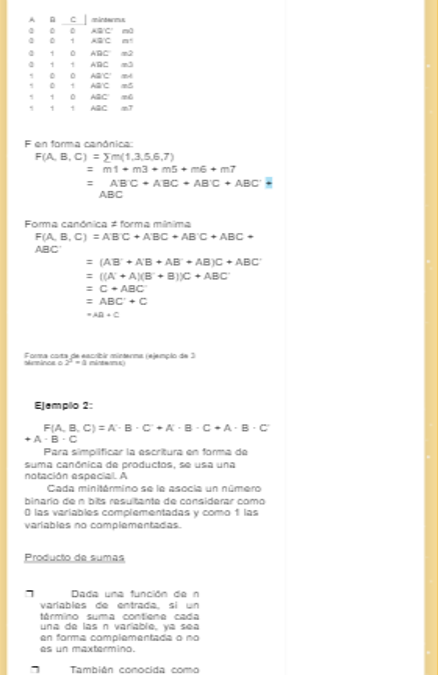 A B C minterms
0 0 0 A'B'C' m0
0 0 1 A'B'C m1
0 1 0 A'BC' m2
0 1 1 A'BC m3
1 0 0 AB'C' m4
1 0 1 AB'C m5
1 1 0 ABC' m6
1 1 1 ABC m7
F en forma canónica:
F(A, B, C) = ∑m(1,3,5,6,7)
= m1 + m3 + m5 + m6 + m7
= A'B'C + A'BC + AB'C + ABC' +
ABC
Forma canónica ≠ forma mínima
F(A, B, C) = A'B'C + A'BC + AB'C + ABC +
ABC'
= (A'B' + A'B + AB' + AB)C + ABC'
= ((A' + A)(B' + B))C + ABC'
= C + ABC'
= ABC' + C
= AB + C
Forma corta de escribir minterms (ejemplo de 3
términos o 2³ = 8 minterms)
Ejemplo 2:
F(A, B, C) = A' · B · C' + A' · B · C + A · B · C'
+ A · B · C
Para simplificar la escritura en forma de
suma canónica de productos, se usa una
notación especial. A
Cada minitérmino se le asocia un número
binario de n bits resultante de considerar como
0 las variables complementadas y como 1 las
variables no complementadas.
Producto de sumas
❒ Dada una función de n
variables de entrada, si un
término suma contiene cada
una de las n variable, ya sea
en forma complementada o no
es un maxtermino.
❒ También conocida como